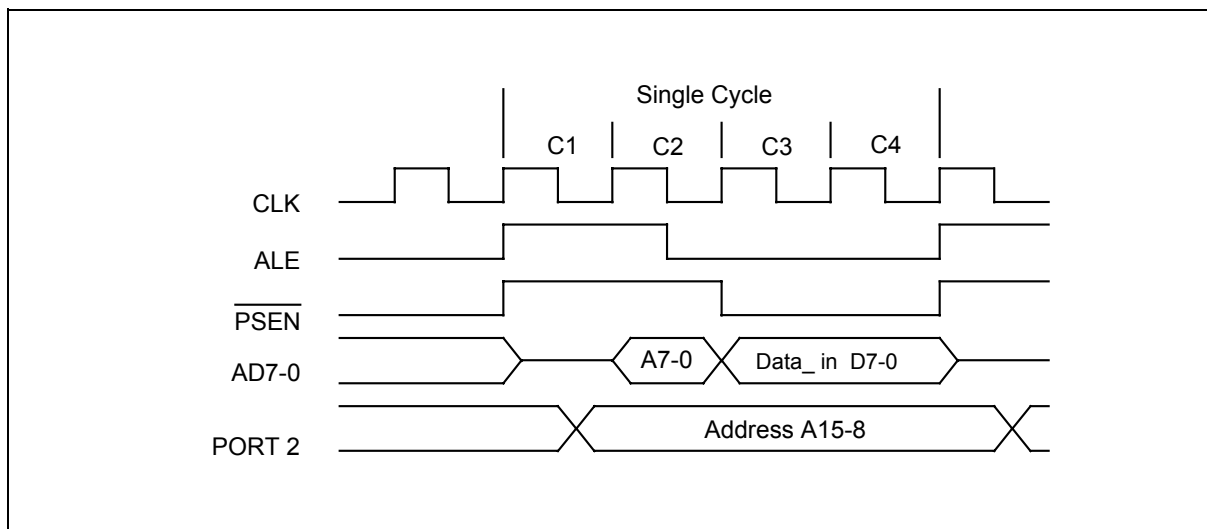 Single Cycle
C1 C2 C3 C4
CLK
ALE
PSEN
AD7-0 A7-0 Data_ in D7-0
PORT 2 Address A15-8